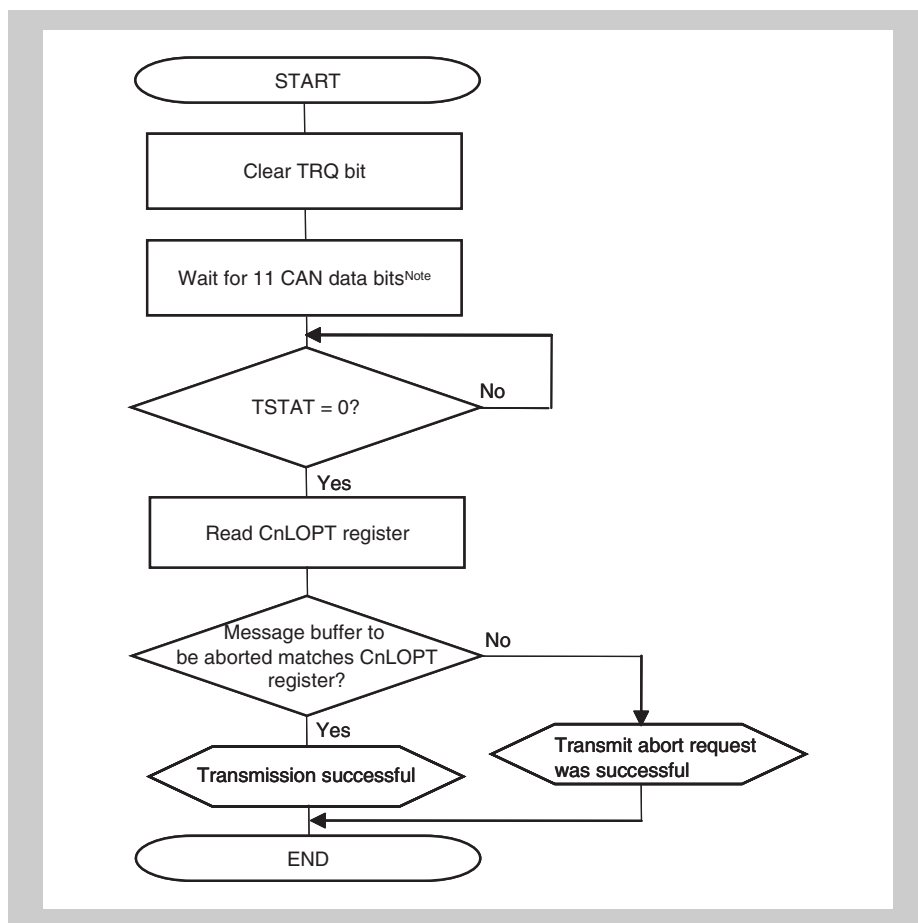 START
Clear TRQ bit
Wait for 11 CAN data bitsNote
TSTAT = 0?
No
Yes
Read CnLOPT register
Message buffer to
be aborted matches CnLOPT
register?
No
Yes
Transmission successful
Transmit abort request
was successful
END